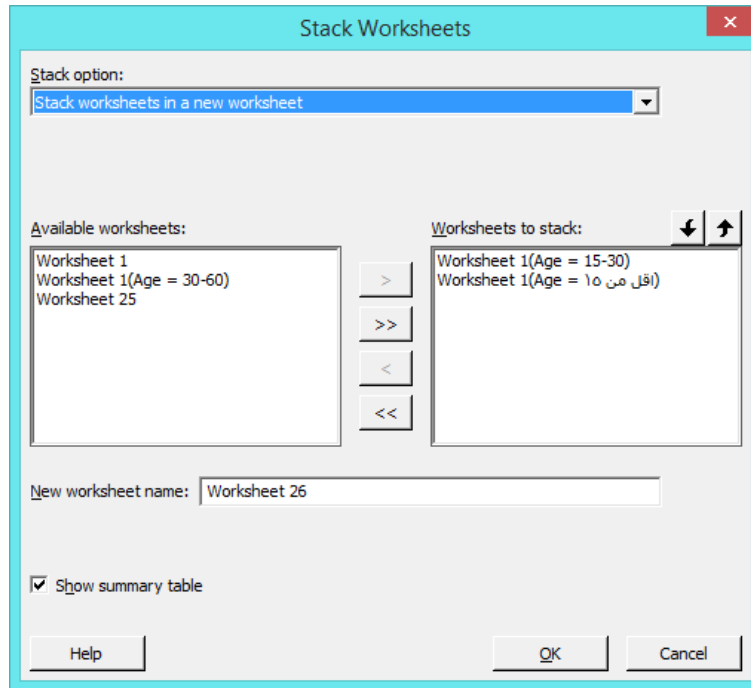 Stack Worksheets
Stack option:
Stack worksheets in a new worksheet
Available worksheets:
Worksheet 1
Worksheet 1(Age = 30-60)
Worksheet 25
>
>>
<
<<
Worksheets to stack:
Worksheet 1(Age = 15-30)
Worksheet 1(Age = اقل من ١٥)
New worksheet name:
Worksheet 26
Show summary table
Help
OK
Cancel